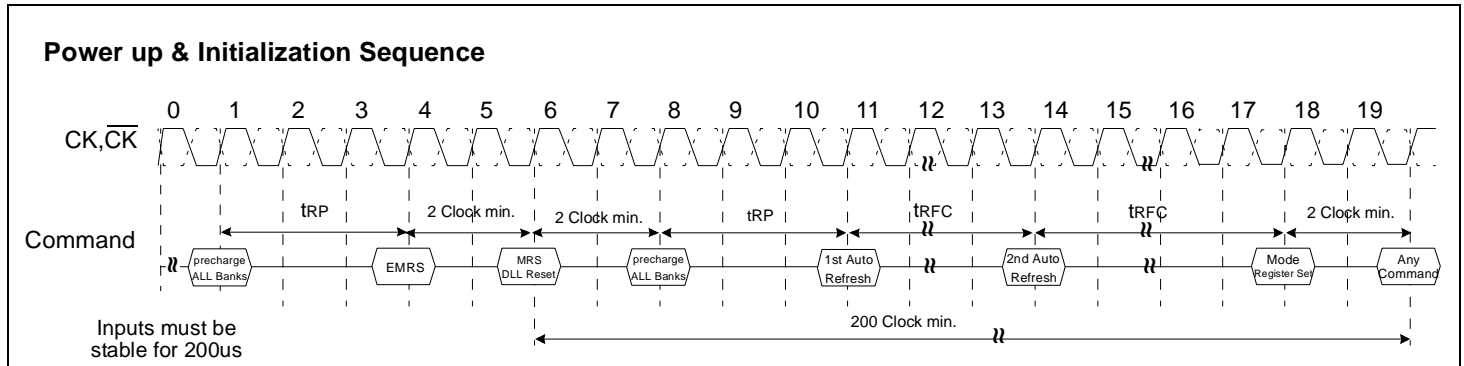 Power up & Initialization Sequence
0 1 2 3 4 5 6 7 8 9 10 11 12 13 14 15 16 17 18 19
CK,CK
tRP 2 Clock min. 2 Clock min. tRP tRFC tRFC 2 Clock min.
Command
precharge
ALL Banks
EMRS
MRS
DLL Reset
precharge
ALL Banks
1st Auto
Refresh
2nd Auto
Refresh
Mode
Register Set
Any
Command
200 Clock min.
Inputs must be
stable for 200us